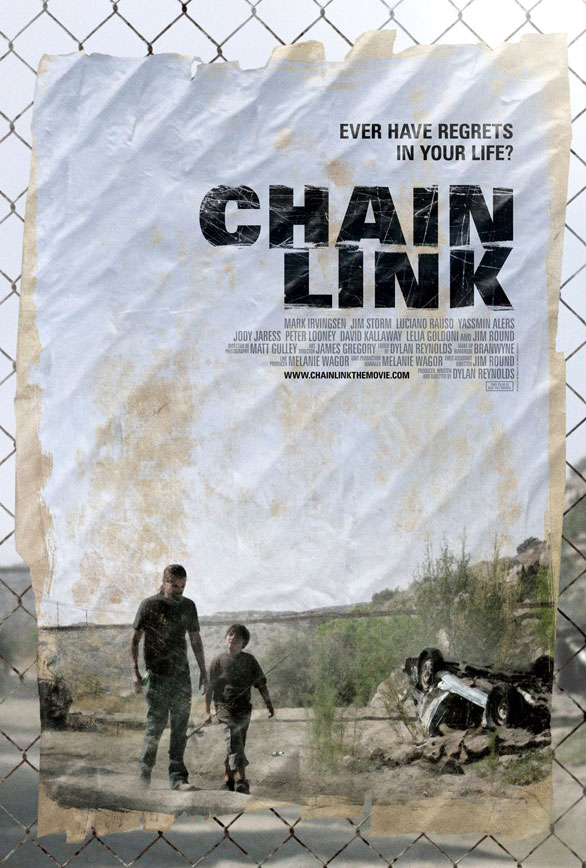 EVER HAVE REGRETS
IN YOUR LIFE?
CHAIN
LINK
MARK IRVINGSEN JIM STORM LUCIANO RAUSO YASSMIN ALERS
JODY JARESS PETER LOONEY DAVID KALLAWAY LELIA GOLDONI AND JIM ROUND
MATT GULLEY JAMES GREGORY DYLAN REYNOLDS BRANWYNE
MELANIE WAGOR MELANIE WAGOR JIM ROUND
WWW.CHAINLINKTHEMOVIE.COM DYLAN REYNOLDS